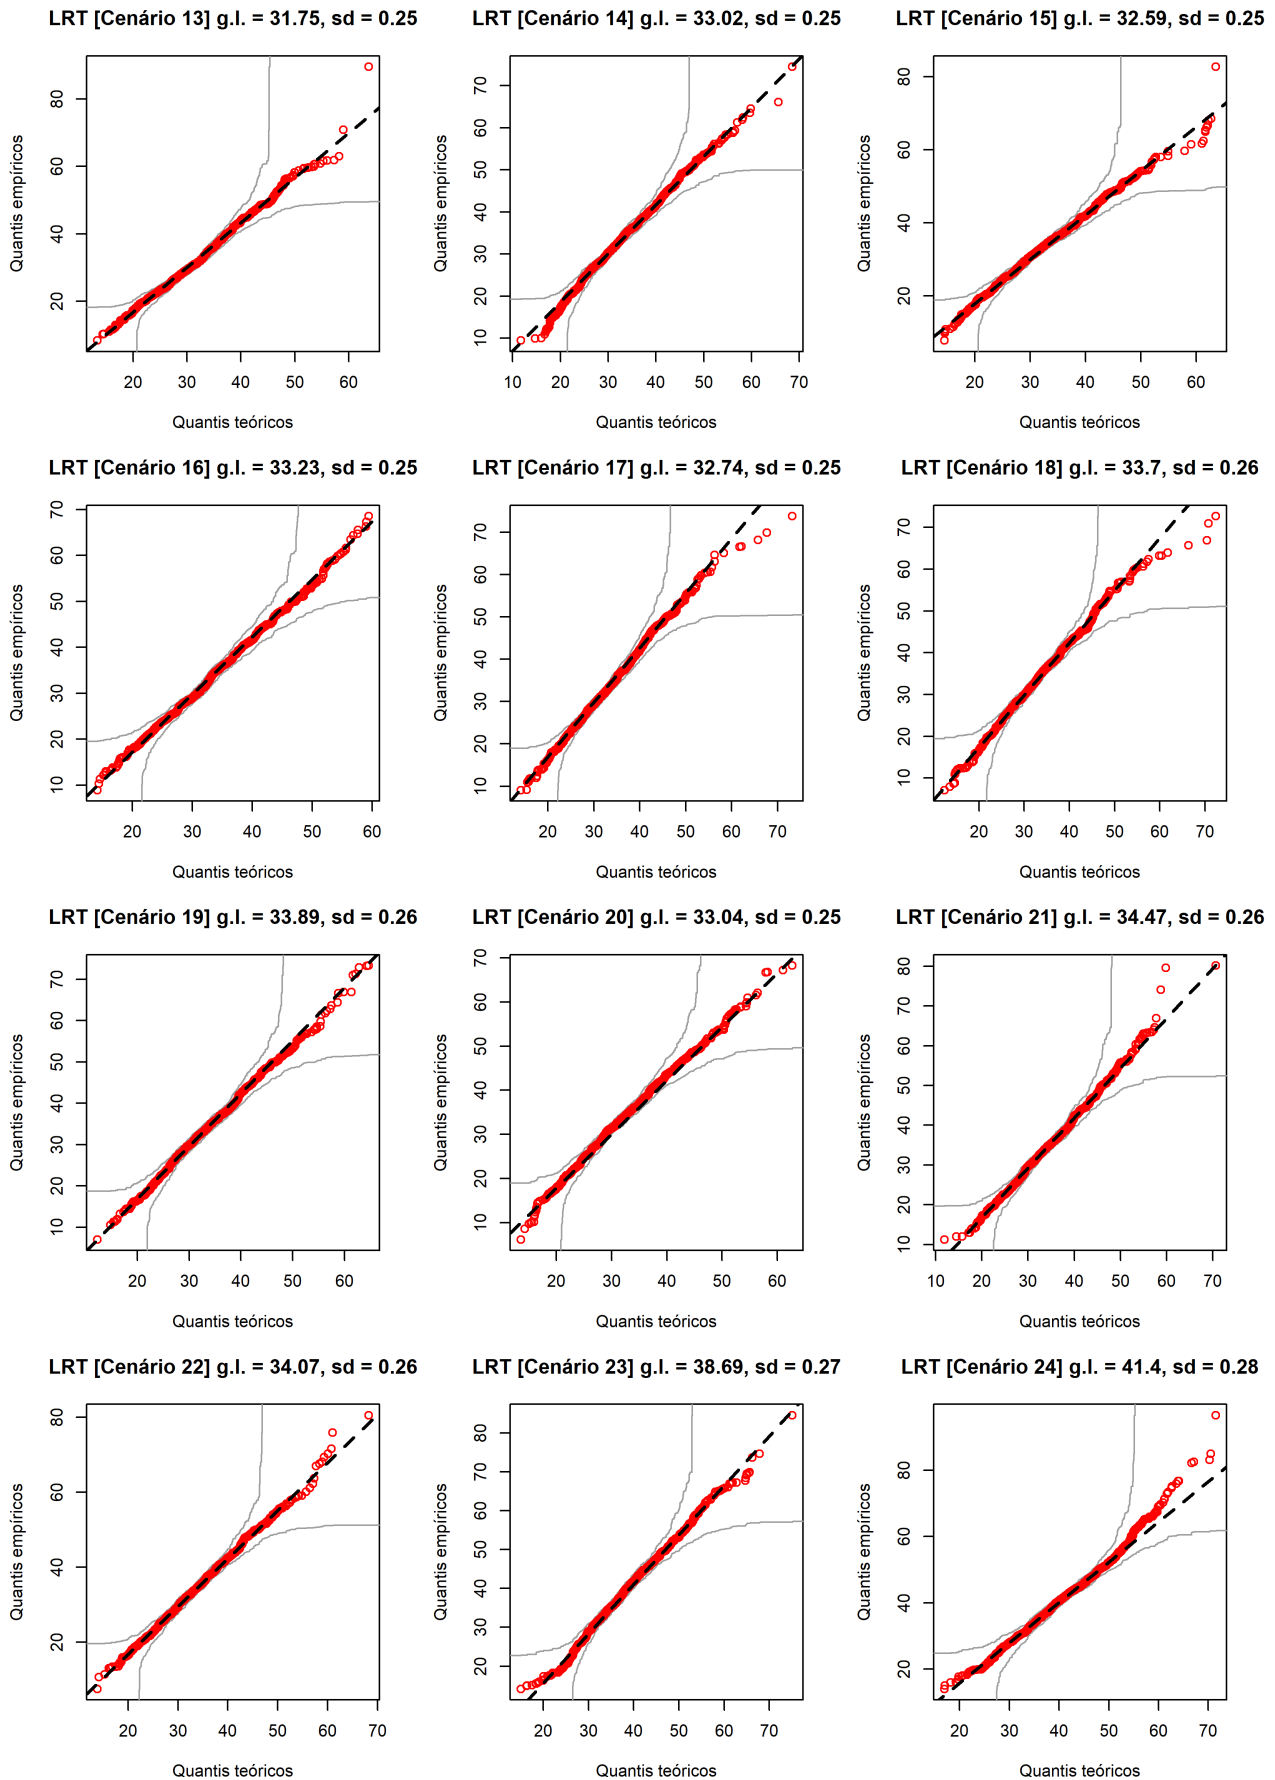 LRT [Cenário 13] g.l. = 31.75, sd = 0.25
Quantis empíricos
20 40 60 80
20 30 40 50 60
Quantis teóricos
LRT [Cenário 14] g.l. = 33.02, sd = 0.25
Quantis empíricos
10 20 30 40 50 60 70
10 20 30 40 50 60 70
Quantis teóricos
LRT [Cenário 15] g.l. = 32.59, sd = 0.25
Quantis empíricos
20 40 60 80
20 30 40 50 60
Quantis teóricos
LRT [Cenário 16] g.l. = 33.23, sd = 0.25
Quantis empíricos
10 20 30 40 50 60 70
20 30 40 50 60
Quantis teóricos
LRT [Cenário 17] g.l. = 32.74, sd = 0.25
Quantis empíricos
10 20 30 40 50 60 70
20 30 40 50 60 70
Quantis teóricos
LRT [Cenário 18] g.l. = 33.7, sd = 0.26
Quantis empíricos
10 20 30 40 50 60 70
20 30 40 50 60 70
Quantis teóricos
LRT [Cenário 19] g.l. = 33.89, sd = 0.26
Quantis empíricos
10 20 30 40 50 60 70
20 30 40 50 60
Quantis teóricos
LRT [Cenário 20] g.l. = 33.04, sd = 0.25
Quantis empíricos
10 20 30 40 50 60 70
20 30 40 50 60
Quantis teóricos
LRT [Cenário 21] g.l. = 34.47, sd = 0.26
Quantis empíricos
10 20 30 40 50 60 70 80
10 20 30 40 50 60 70
Quantis teóricos
LRT [Cenário 22] g.l. = 34.07, sd = 0.26
Quantis empíricos
20 40 60 80
20 30 40 50 60 70
Quantis teóricos
LRT [Cenário 23] g.l. = 38.69, sd = 0.27
Quantis empíricos
20 30 40 50 60 70 80
20 30 40 50 60 70
Quantis teóricos
LRT [Cenário 24] g.l. = 41.4, sd = 0.28
Quantis empíricos
20 40 60 80
20 30 40 50 60 70
Quantis teóricos